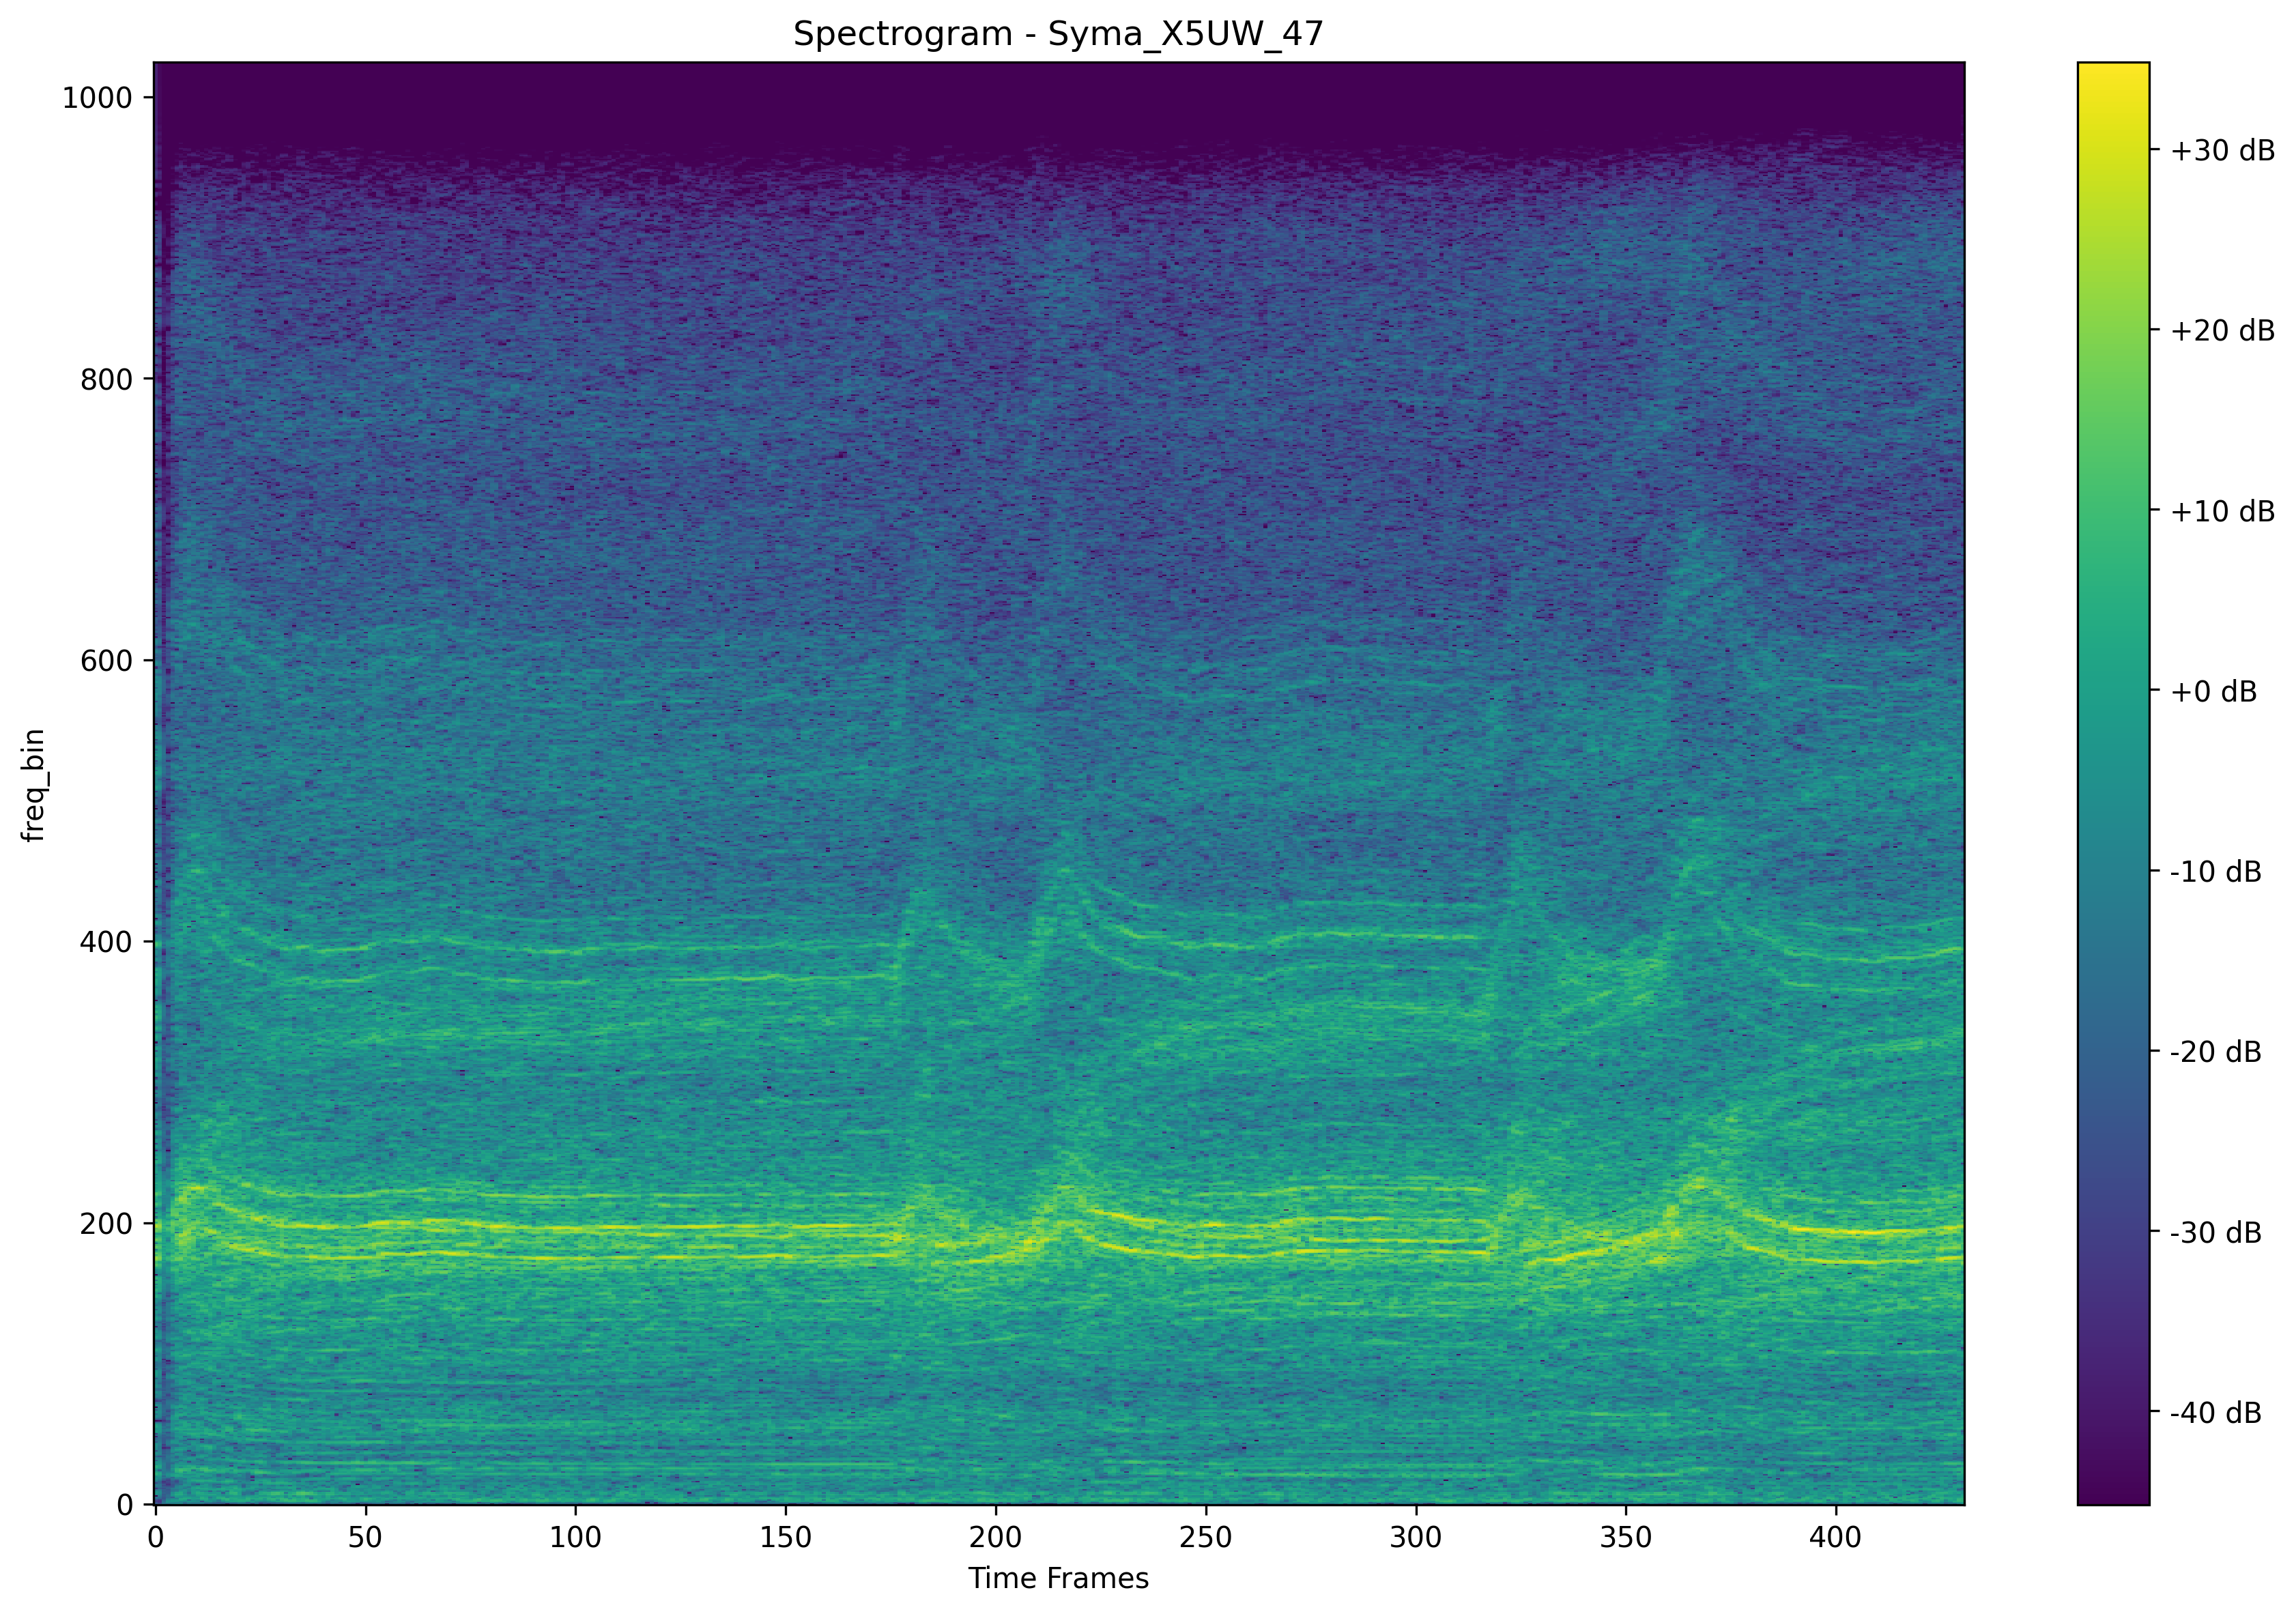 Spectrogram - Syma_X5UW_47
1000
800
600
400
200
0
freq_bin
0 50 100 150 200 250 300 350 400
Time Frames
+30 dB
+20 dB
+10 dB
+0 dB
-10 dB
-20 dB
-30 dB
-40 dB